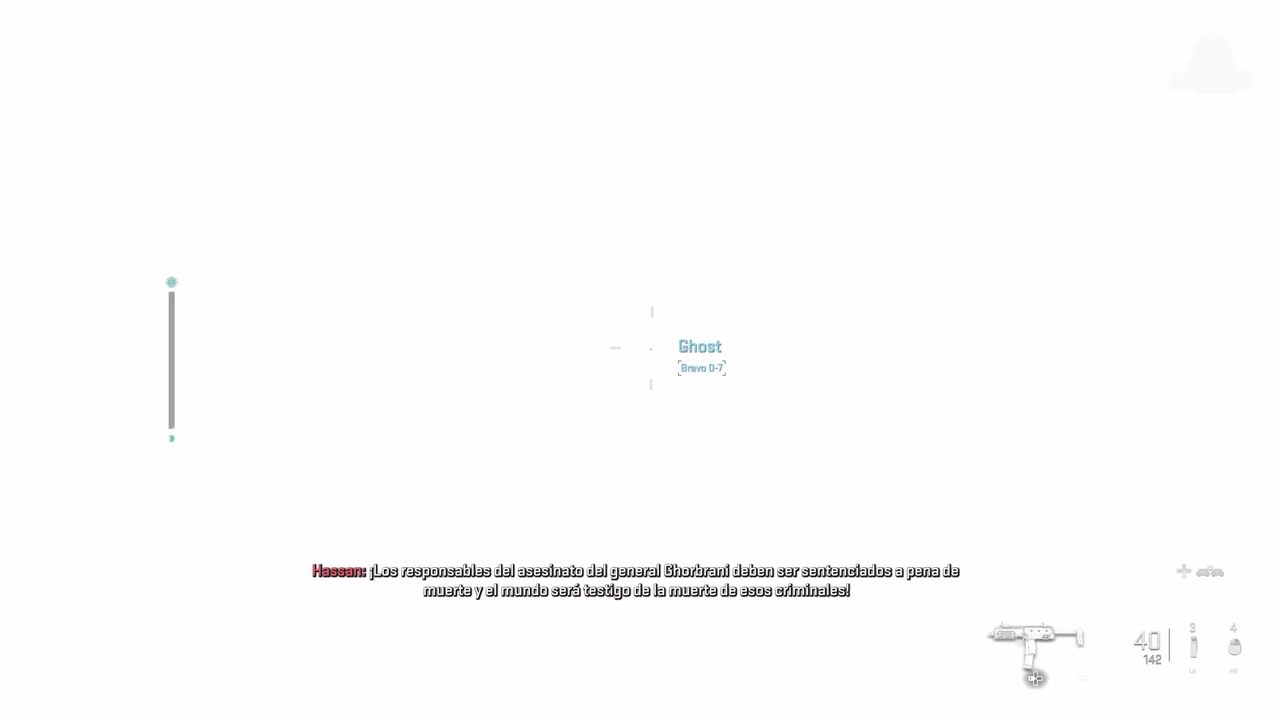 Ghost
Bravo 0-7
Hassan: ¡Los responsables del asesinato del general Ghorbrani deben ser sentenciados a pena de
muerte y el mundo será testigo de la muerte de esos criminales!
3 4
40
142